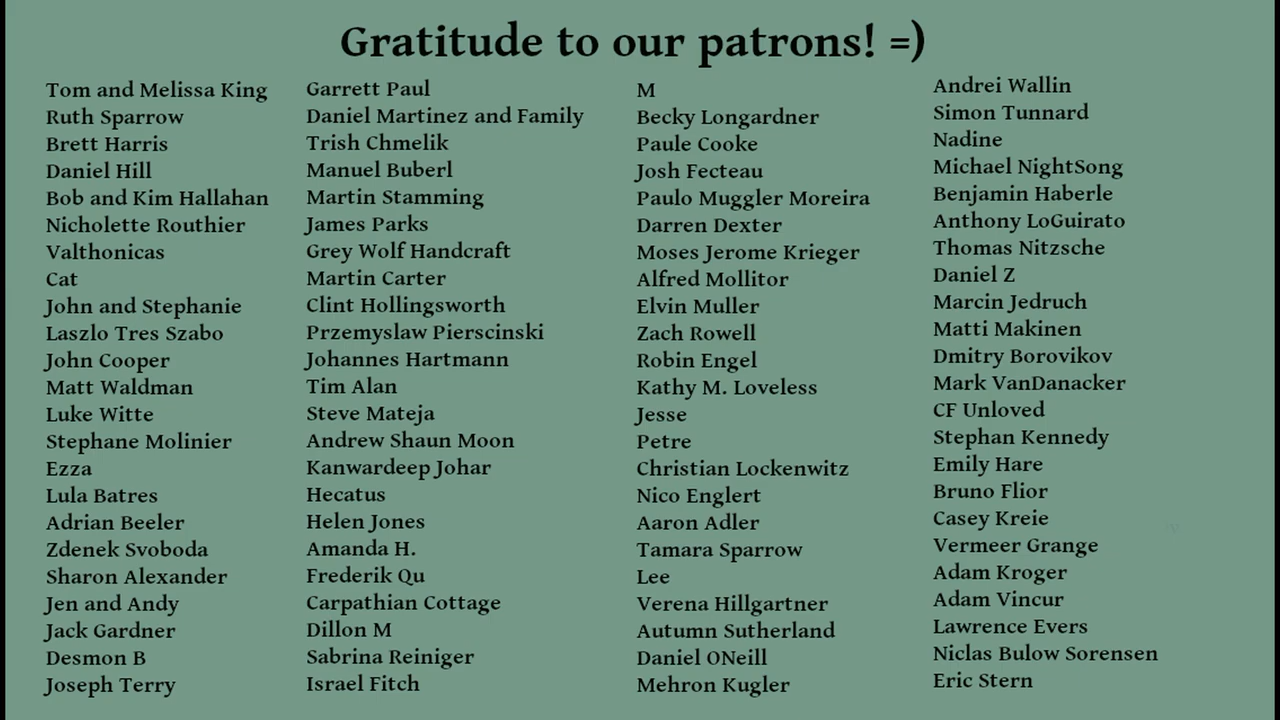 Gratitude to our patrons! =)
Tom and Melissa King
Ruth Sparrow
Brett Harris
Daniel Hill
Bob and Kim Hallahan
Nicholette Routhier
Valthonicas
Cat
John and Stephanie
Laszlo Tres Szabo
John Cooper
Matt Waldman
Luke Witte
Stephane Molinier
Ezza
Lula Batres
Adrian Beeler
Zdenek Svoboda
Sharon Alexander
Jen and Andy
Jack Gardner
Desmon B
Joseph Terry
Garrett Paul
Daniel Martinez and Family
Trish Chmelik
Manuel Buberl
Martin Stamming
James Parks
Grey Wolf Handcraft
Martin Carter
Clint Hollingsworth
Przemyslaw Pierscinski
Johannes Hartmann
Tim Alan
Steve Mateja
Andrew Shaun Moon
Kanwardeep Johar
Hecatus
Helen Jones
Amanda H.
Frederik Qu
Carpathian Cottage
Dillon M
Sabrina Reiniger
Israel Fitch
M
Becky Longardner
Paule Cooke
Josh Fecteau
Paulo Muggler Moreira
Darren Dexter
Moses Jerome Krieger
Alfred Mollitor
Elvin Muller
Zach Rowell
Robin Engel
Kathy M. Loveless
Jesse
Petre
Christian Lockenwitz
Nico Englert
Aaron Adler
Tamara Sparrow
Lee
Verena Hillgartner
Autumn Sutherland
Daniel ONeill
Mehron Kugler
Andrei Wallin
Simon Tunnard
Nadine
Michael NightSong
Benjamin Haberle
Anthony LoGuirato
Thomas Nitzsche
Daniel Z
Marcin Jedruch
Matti Makinen
Dmitry Borovikov
Mark VanDanacker
CF Unloved
Stephan Kennedy
Emily Hare
Bruno Flior
Casey Kreie
Vermeer Grange
Adam Kroger
Adam Vincur
Lawrence Evers
Niclas Bulow Sorensen
Eric Stern